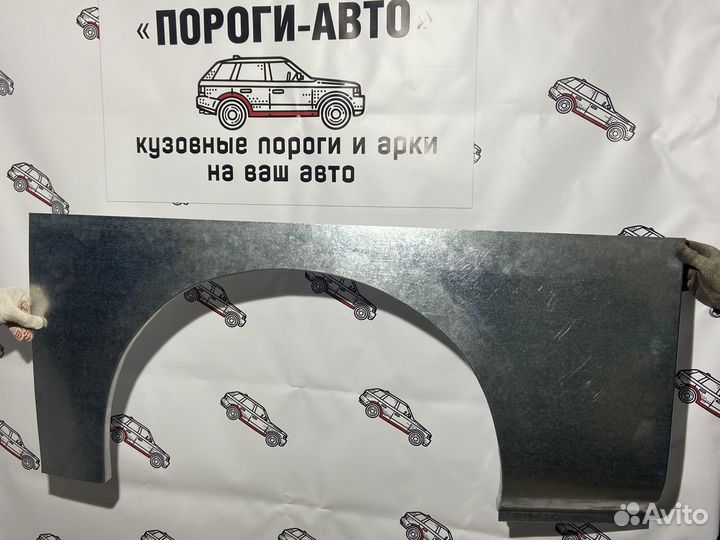 «ПОРОГИ-АВТО»
кузовные пороги и арки
на ваш авто
Avito